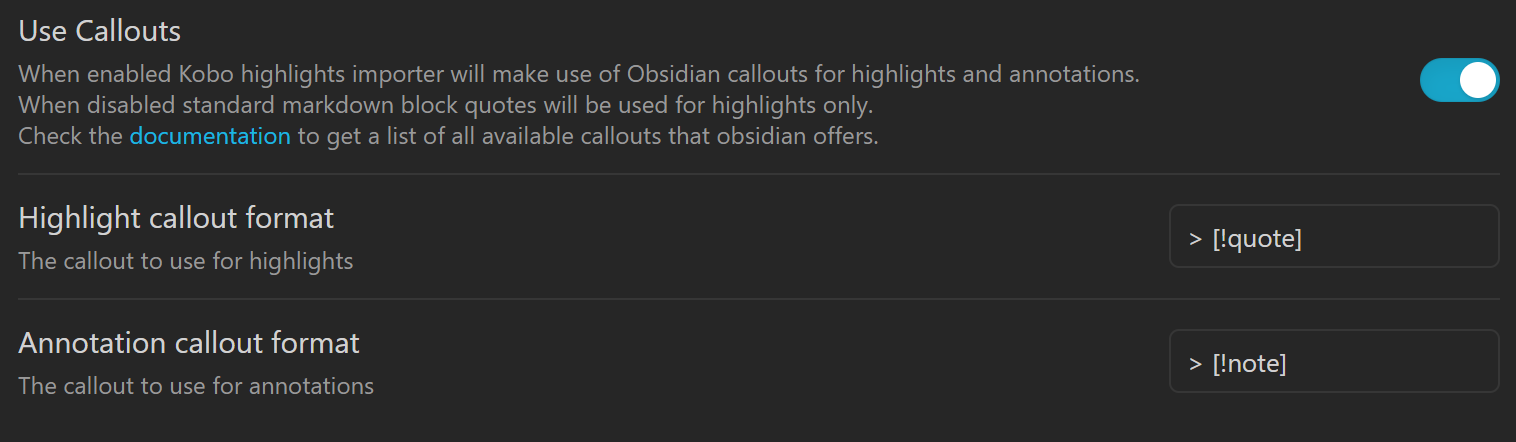 Use Callouts
When enabled Kobo highlights importer will make use of Obsidian callouts for highlights and annotations.
When disabled standard markdown block quotes will be used for highlights only.
Check the documentation to get a list of all available callouts that obsidian offers.
Highlight callout format
> [!quote]
The callout to use for highlights
Annotation callout format
> [!note]
The callout to use for annotations